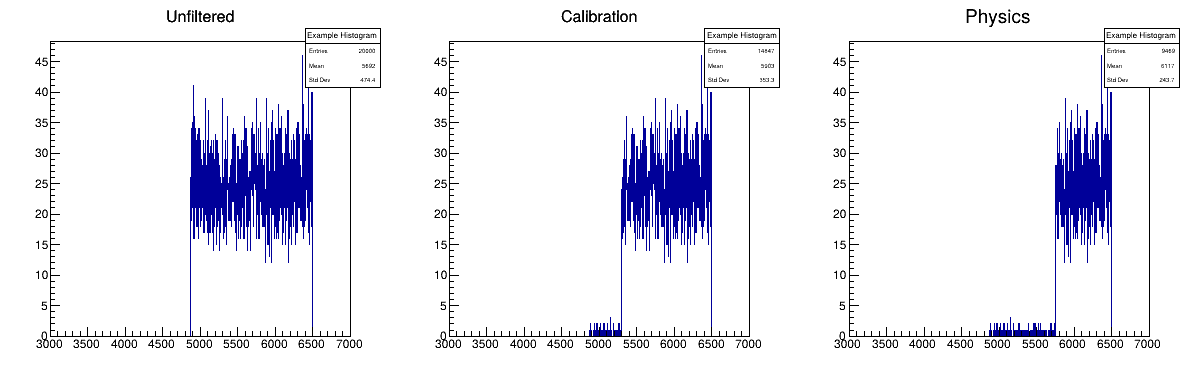 Unfiltered
Example Histogram
Entries 20000
Mean 5692
Std Dev 474.4
45
40
35
30
25
20
15
10
5
0
3000 3500 4000 4500 5000 5500 6000 6500 7000
Calibration
Example Histogram
Entries 14847
Mean 5903
Std Dev 353.3
45
40
35
30
25
20
15
10
5
0
3000 3500 4000 4500 5000 5500 6000 6500 7000
Physics
Example Histogram
Entries 9469
Mean 6117
Std Dev 243.7
45
40
35
30
25
20
15
10
5
0
3000 3500 4000 4500 5000 5500 6000 6500 7000